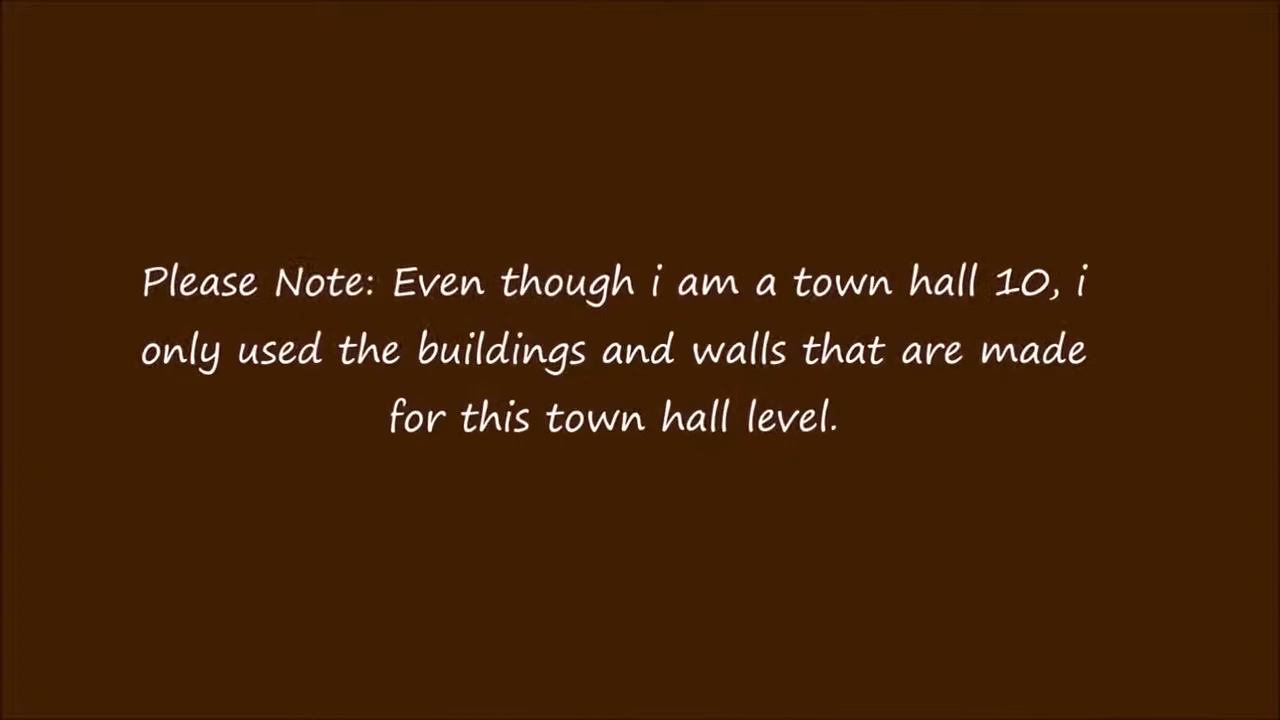 Please Note: Even though i am a town hall 10, i
only used the buildings and walls that are made
for this town hall level.